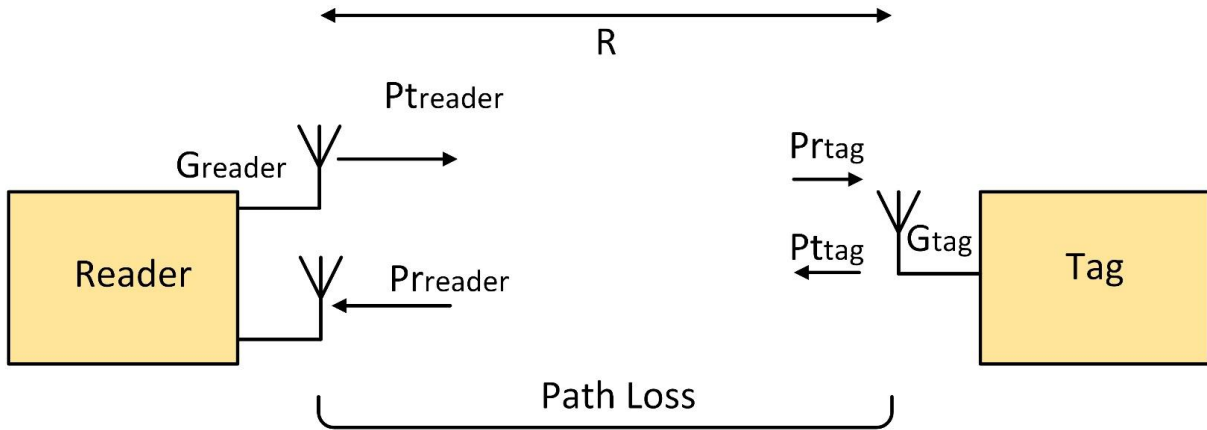 R
Ptreader
Greader
Prtag
Reader
Prreader
Pttag
Gtag
Tag
Path Loss